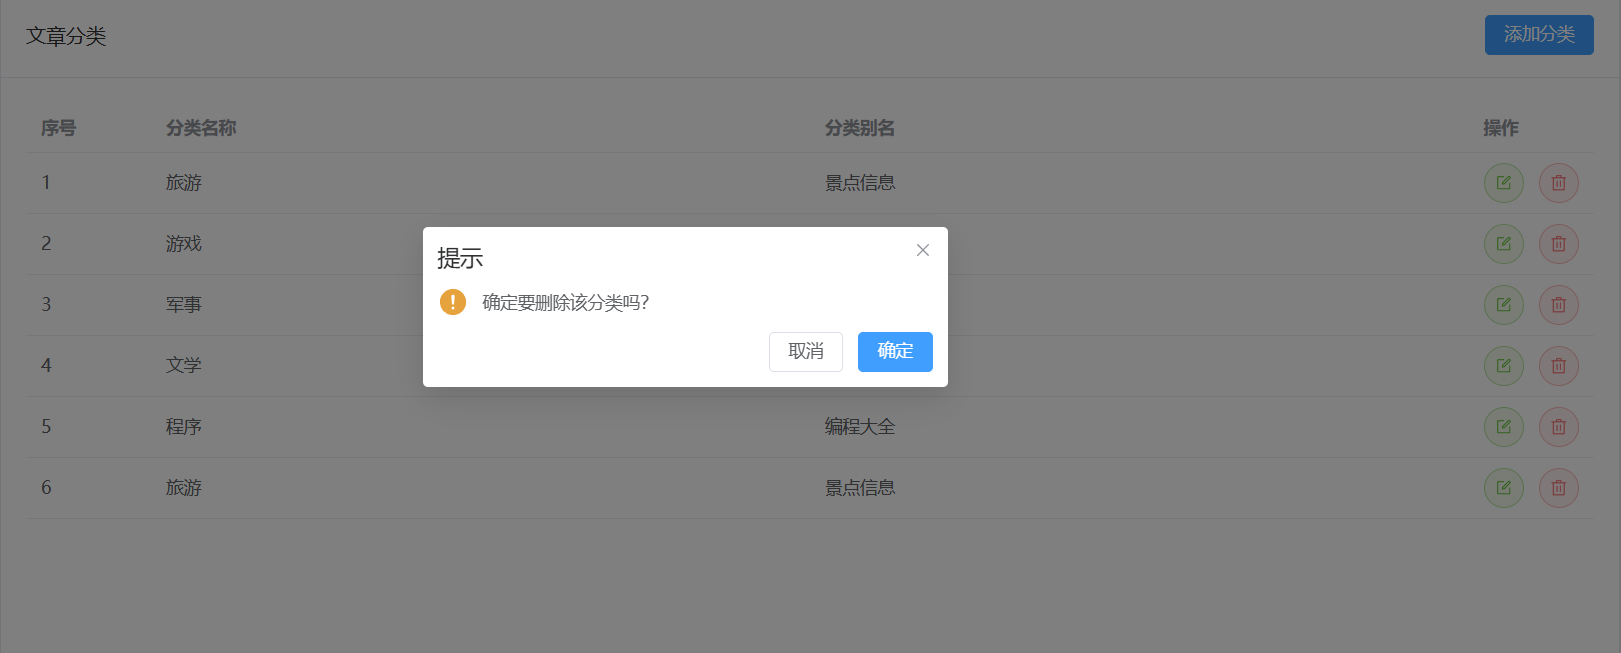 文章分类
添加分类
序号 分类名称 分类别名 操作
1 旅游 景点信息
2 游戏
3 军事
4 文学
5 程序 编程大全
6 旅游 景点信息
提示
确定要删除该分类吗?
取消 确定